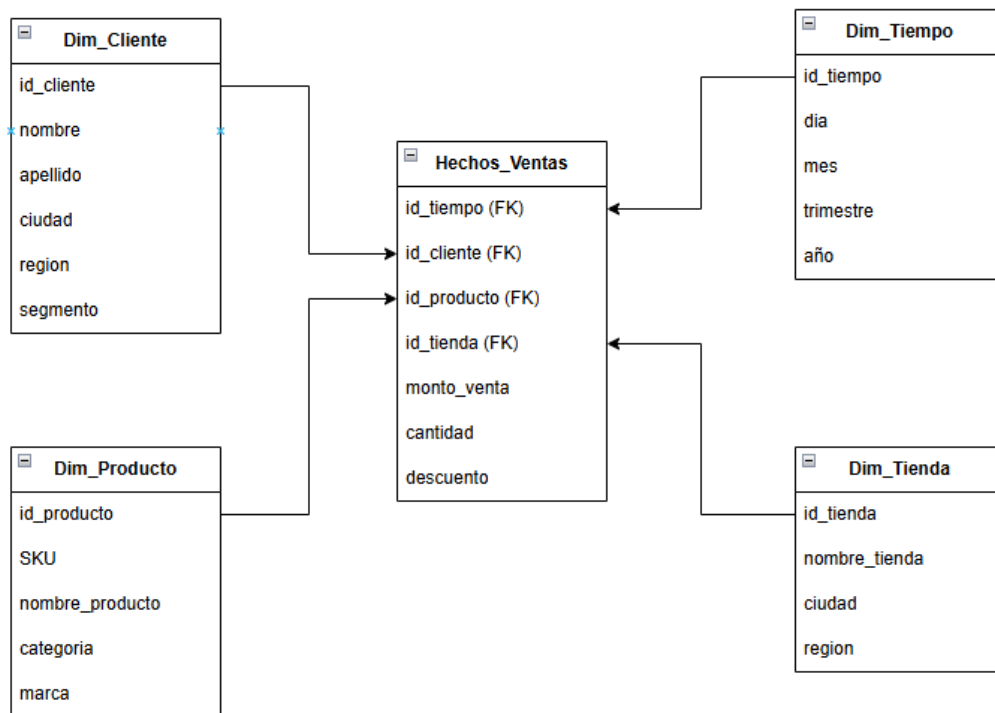 Dim_Cliente
id_cliente
nombre
apellido
ciudad
region
segmento
Dim_Tiempo
id_tiempo
dia
mes
trimestre
año
Hechos_Ventas
id_tiempo (FK)
id_cliente (FK)
id_producto (FK)
id_tienda (FK)
monto_venta
cantidad
descuento
Dim_Producto
id_producto
SKU
nombre_producto
categoria
marca
Dim_Tienda
id_tienda
nombre_tienda
ciudad
region